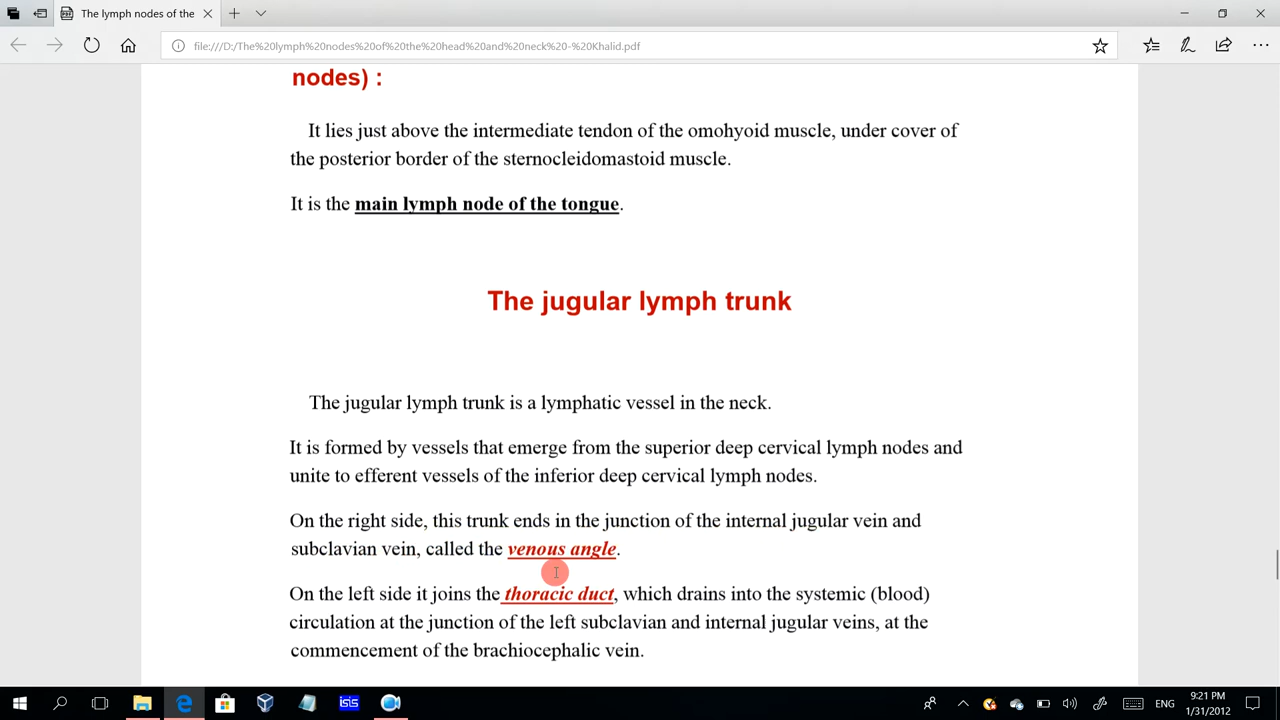 The lymph nodes of the
file:///D:/The%20lymph%20nodes%20of%20the%20head%20and%20neck%20-%20Khalid.pdf
nodes) :
It lies just above the intermediate tendon of the omohyoid muscle, under cover of
the posterior border of the sternocleidomastoid muscle.
It is the main lymph node of the tongue.
The jugular lymph trunk
The jugular lymph trunk is a lymphatic vessel in the neck.
It is formed by vessels that emerge from the superior deep cervical lymph nodes and
unite to efferent vessels of the inferior deep cervical lymph nodes.
On the right side, this trunk ends in the junction of the internal jugular vein and
subclavian vein, called the venous angle.
On the left side it joins the thoracic duct, which drains into the systemic (blood)
circulation at the junction of the left subclavian and internal jugular veins, at the
commencement of the brachiocephalic vein.
isis
ENG
9:21 PM
1/31/2012